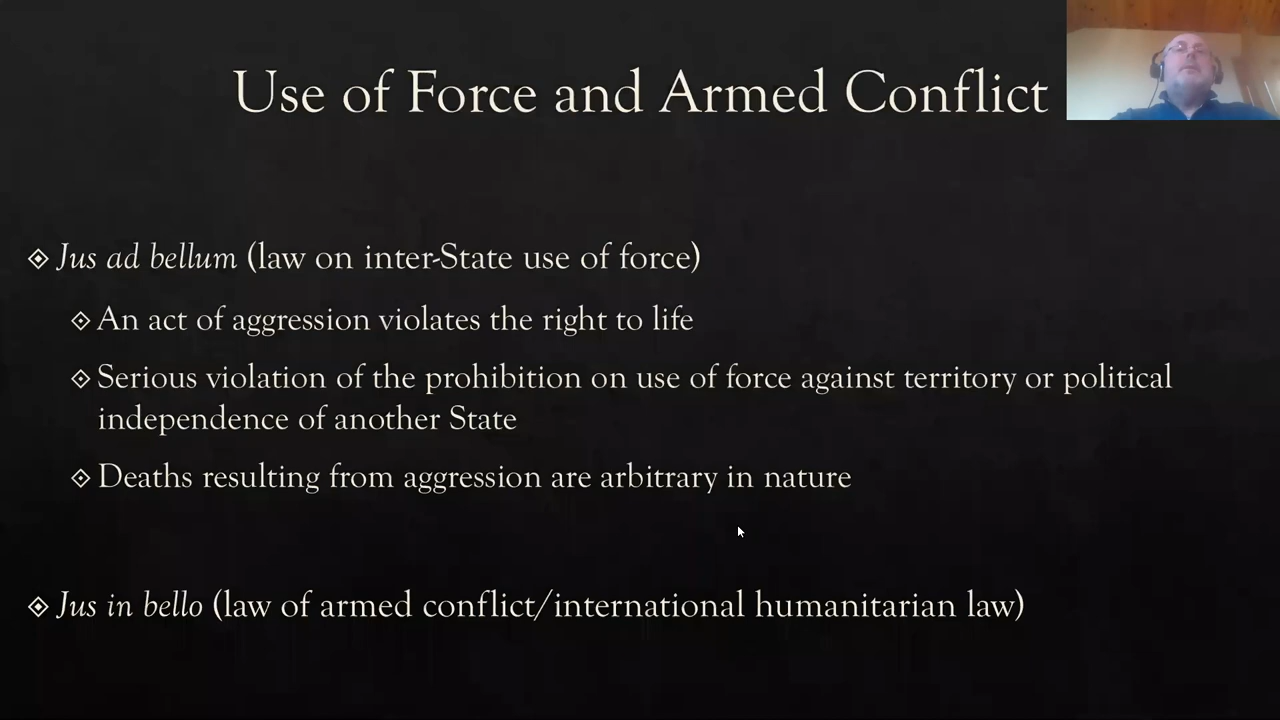 Use of Force and Armed Conflict
Jus ad bellum (law on inter-State use of force)
An act of aggression violates the right to life
Serious violation of the prohibition on use of force against territory or political
independence of another State
Deaths resulting from aggression are arbitrary in nature
Jus in bello (law of armed conflict/international humanitarian law)